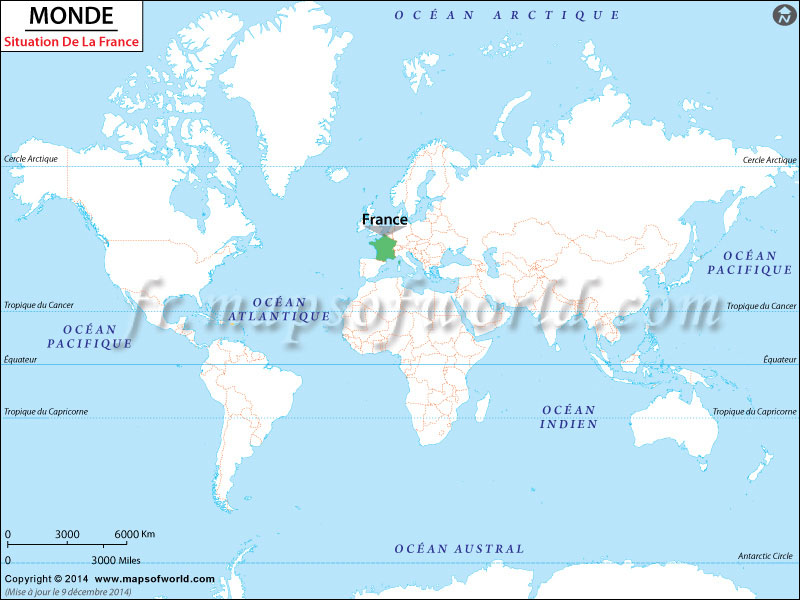 MONDE
Situation De La France
OCÉAN ARCTIQUE
N
Cercle Arctique
Cercle Arctique
France
OCÉAN
PACIFIQUE
OCÉAN
ATLANTIQUE
Tropique du Cancer
Tropique du Cancer
fr.mapsofworld.com
OCÉAN
PACIFIQUE
Équateur
Équateur
Tropique du Capricorne
OCÉAN
INDIEN
Tropique du Capricorne
0 3000 6000 Km
0 3000 Miles
OCÉAN AUSTRAL
Antarctic Circle
Copyright © 2014 www.mapsofworld.com
(Mise à jour le 9 décembre 2014)